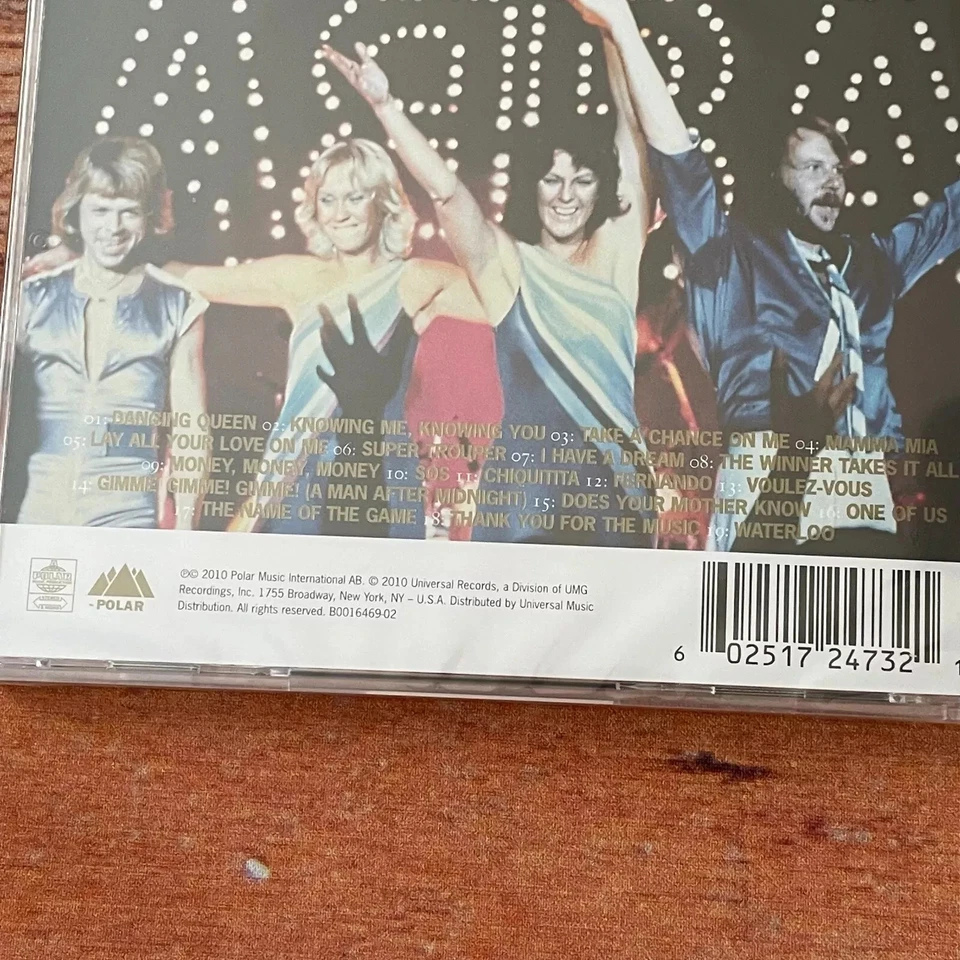 ABBA
01: DANCING QUEEN 02: KNOWING ME, KNOWING YOU 03: TAKE A CHANCE ON ME 04: MAMMA MIA
05: LAY ALL YOUR LOVE ON ME 06: SUPER TROUPER 07: I HAVE A DREAM 08: THE WINNER TAKES IT ALL
09: MONEY, MONEY, MONEY 10: SOS 11: CHIQUITITA 12: FERNANDO 13: VOULEZ-VOUS
14: GIMME! GIMME! GIMME! (A MAN AFTER MIDNIGHT) 15: DOES YOUR MOTHER KNOW 16: ONE OF US
17: THE NAME OF THE GAME 18: THANK YOU FOR THE MUSIC 19: WATERLOO
POLAR
-POLAR
℗© 2010 Polar Music International AB. © 2010 Universal Records, a Division of UMG
Recordings, Inc. 1755 Broadway, New York, NY – U.S.A. Distributed by Universal Music
Distribution. All rights reserved. B0016469-02
6 02517 24732 1